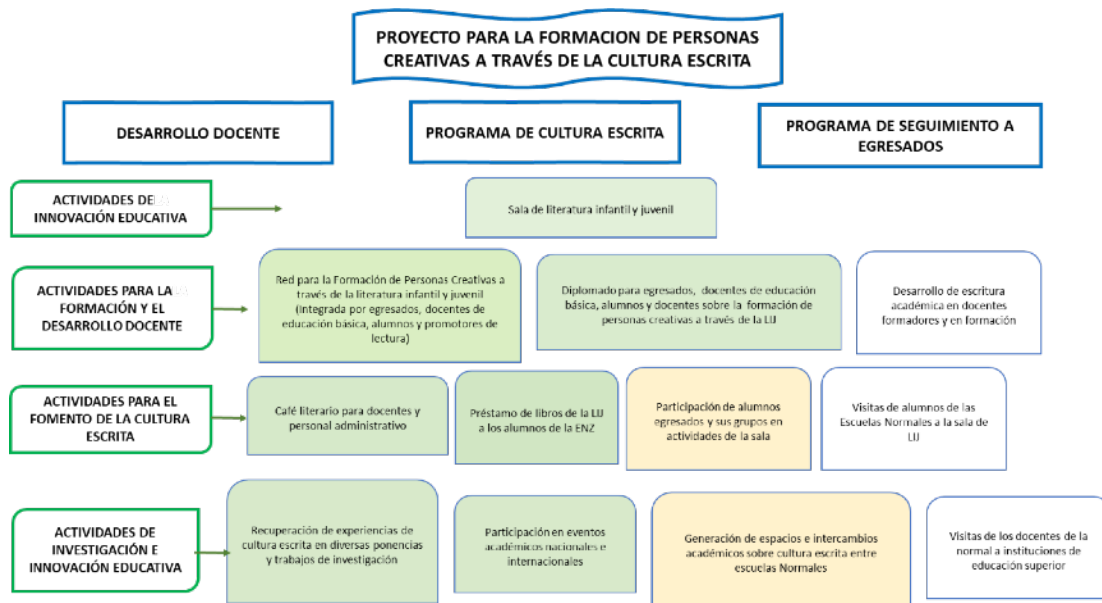 PROYECTO PARA LA FORMACION DE PERSONAS
CREATIVAS A TRAVÉS DE LA CULTURA ESCRITA
DESARROLLO DOCENTE
PROGRAMA DE CULTURA ESCRITA
PROGRAMA DE SEGUIMIENTO A
EGRESADOS
ACTIVIDADES DE
INNOVACIÓN EDUCATIVA
Sala de literatura infantil y juvenil
ACTIVIDADES PARA LA
FORMACIÓN Y EL
DESARROLLO DOCENTE
Red para la Formación de Personas Creativas a
través de la literatura infantil y juvenil
(Integrada por egresados, docentes de
educación básica, alumnos y promotores de
lectura)
Diplomado para egresados, docentes de educación
básica, alumnos y docentes sobre la formación de
personas creativas a través de la LIJ
Desarrollo de escritura
académica en docentes
formadores y en formación
ACTIVIDADES PARA EL
FOMENTO DE LA CULTURA
ESCRITA
Café literario para docentes y
personal administrativo
Préstamo de libros de la LIJ
a los alumnos de la ENZ
Participación de alumnos
egresados y sus grupos en
actividades de la sala
Visitas de alumnos de las
Escuelas Normales a la sala de
LIJ
ACTIVIDADES DE
INVESTIGACIÓN E
INNOVACIÓN EDUCATIVA
Recuperación de experiencias de
cultura escrita en diversas ponencias
y trabajos de investigación
Participación en eventos
académicos nacionales e
internacionales
Generación de espacios e intercambios
académicos sobre cultura escrita entre
escuelas Normales
Visitas de los docentes de la
normal a instituciones de
educación superior